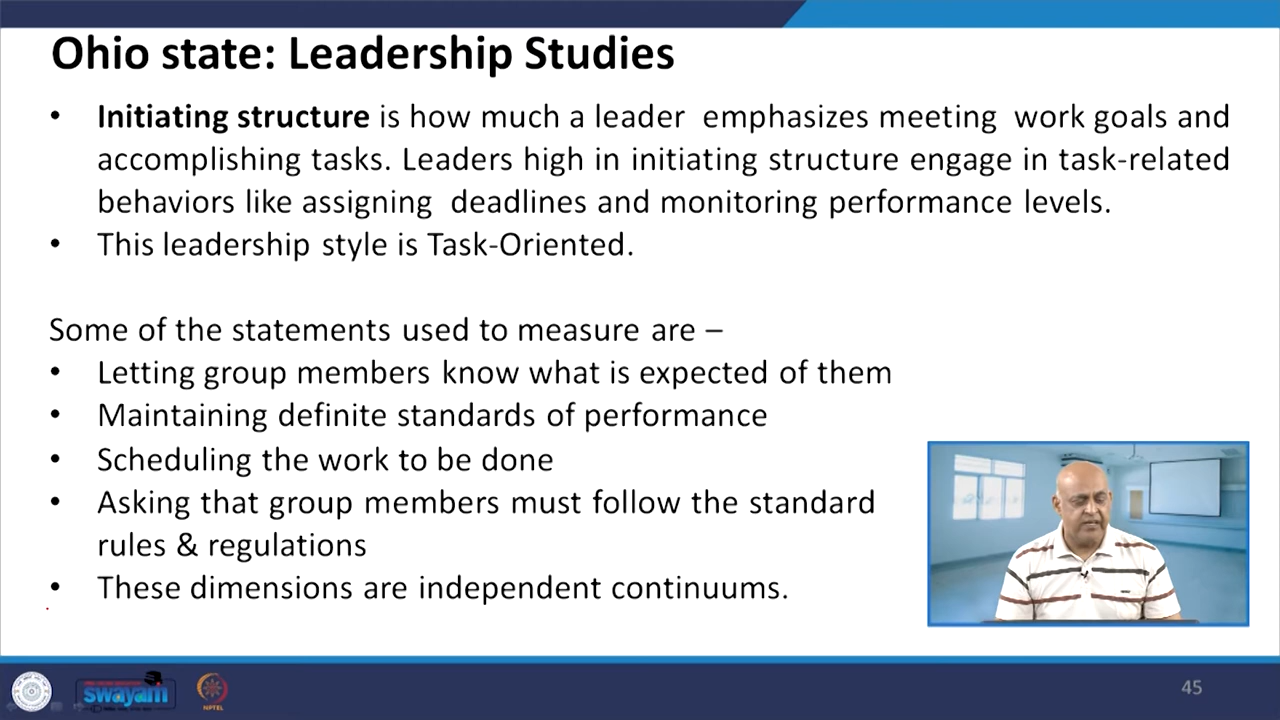 Ohio state: Leadership Studies
• Initiating structure is how much a leader emphasizes meeting work goals and
accomplishing tasks. Leaders high in initiating structure engage in task-related
behaviors like assigning deadlines and monitoring performance levels.
• This leadership style is Task-Oriented.
Some of the statements used to measure are –
• Letting group members know what is expected of them
• Maintaining definite standards of performance
• Scheduling the work to be done
• Asking that group members must follow the standard
rules & regulations
• These dimensions are independent continuums.
swayam
NPTEL
45